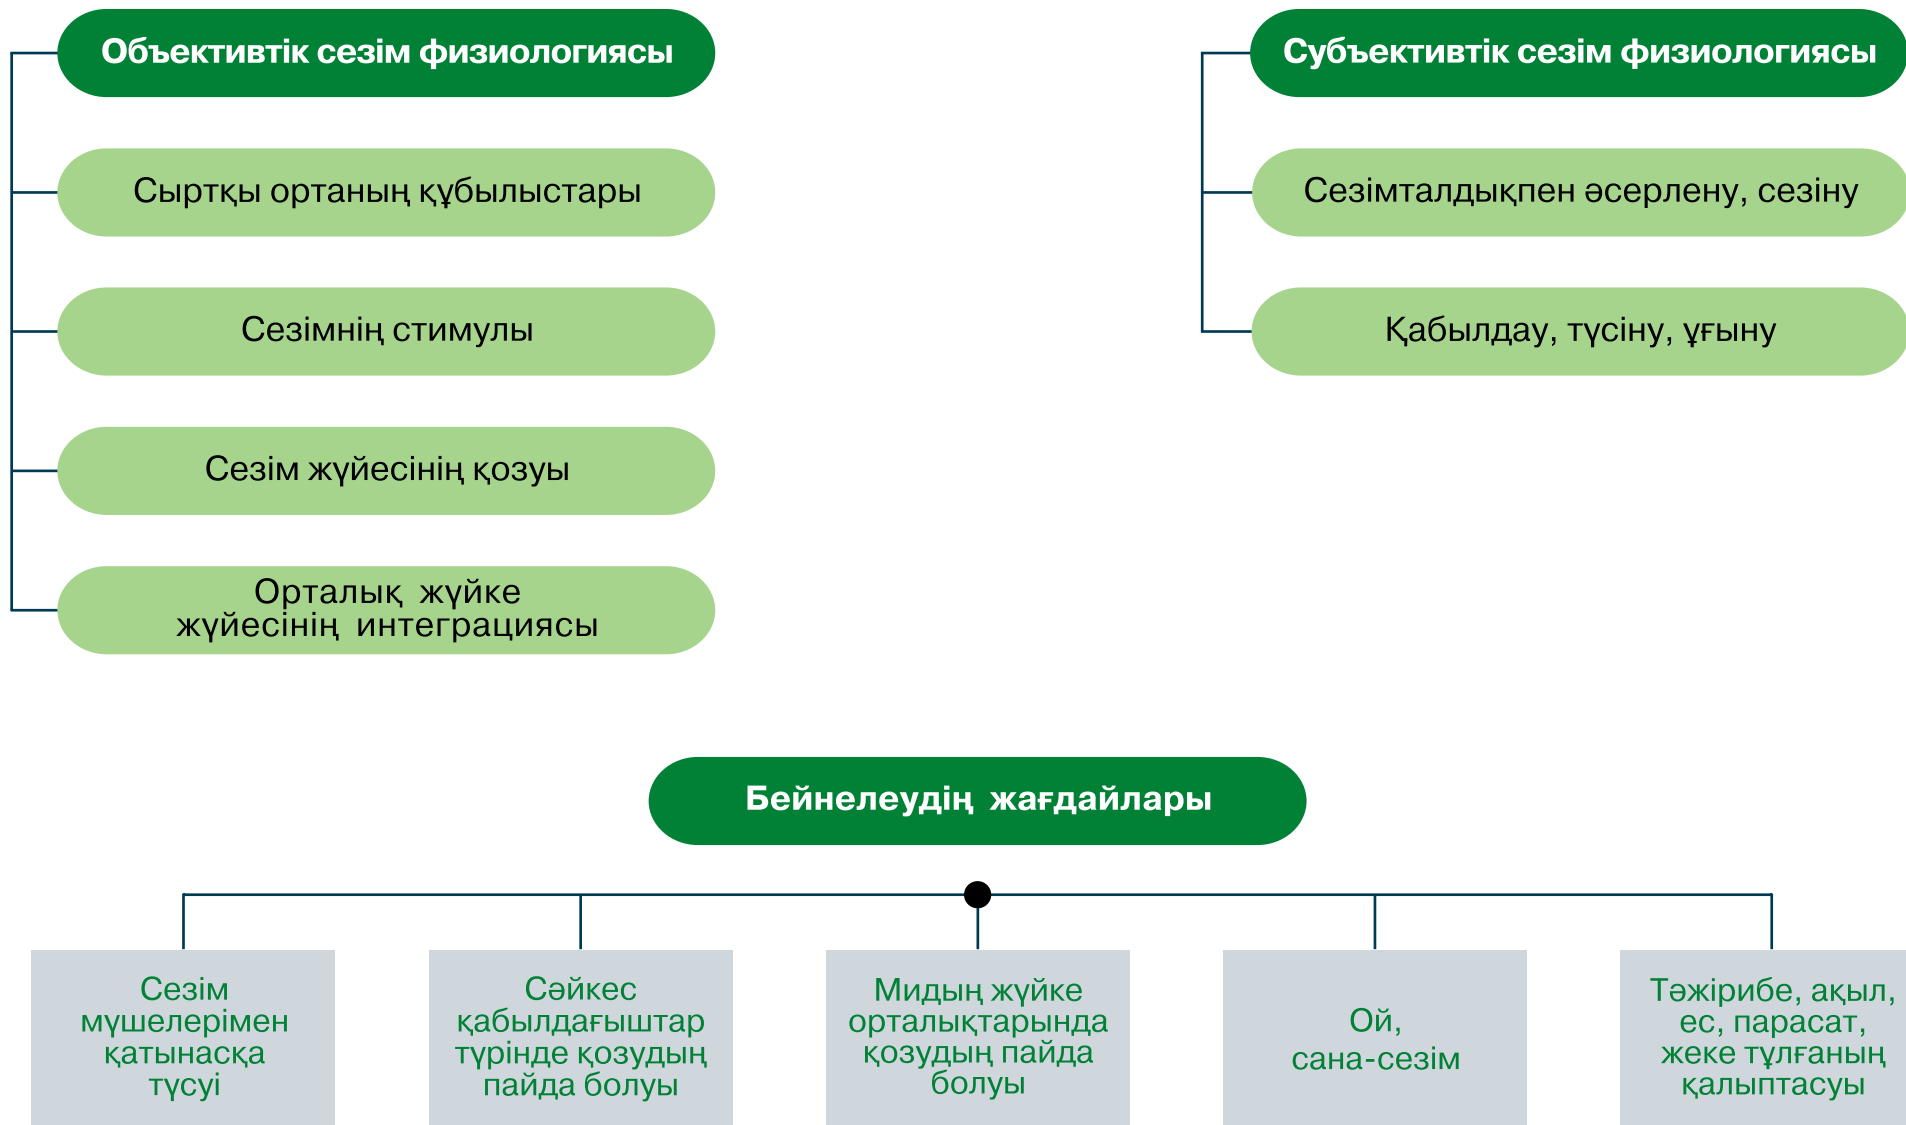 Объективтік сезім физиологиясы
Сыртқы ортаның құбылыстары
Сезімнің стимулы
Сезім жүйесінің қозуы
Орталық жүйке
жүйесінің интеграциясы
Субъективтік сезім физиологиясы
Сезімталдықпен әсерлену, сезіну
Қабылдау, түсіну, ұғыну
Бейнелеудің жағдайлары
Сезім
мүшелерімен
қатынасқа
түсуі
Сәйкес
қабылдағыштар
түрінде қозудың
пайда болуы
Мидың жүйке
орталықтарында
қозудың пайда
болуы
Ой,
сана-сезім
Тәжірибе, ақыл,
ес, парасат,
жеке тұлғаның
қалыптасуы